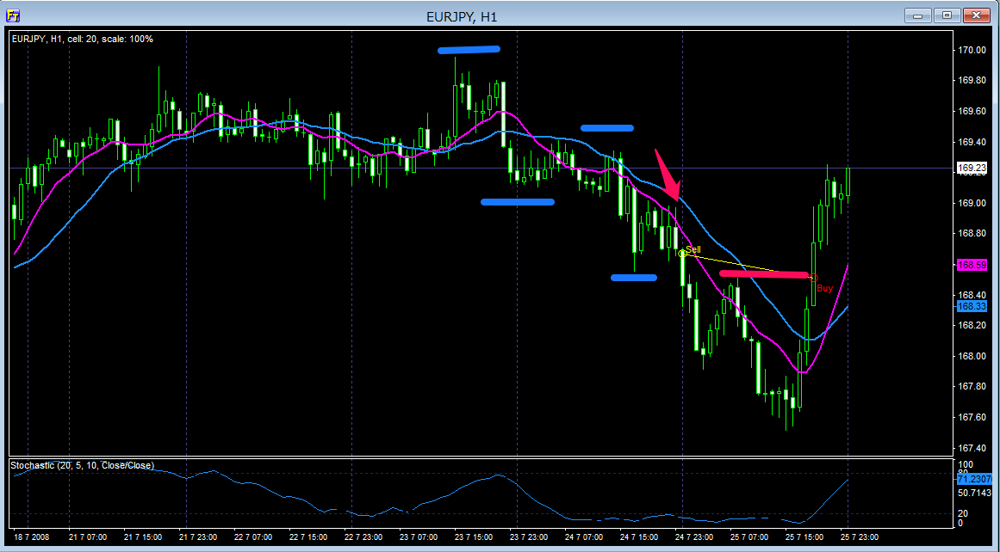 FT
EURJPY, H1
EURJPY, H1, cell: 20, scale: 100%
170.00
169.80
169.60
169.40
169.23
169.00
168.80
168.59
168.40
168.33
168.20
168.00
167.80
167.60
167.40
Sell
Buy
Stochastic (20, 5, 10, Close/Close)
100
80
71.2307
50.7143
20
0
18 7 2008
21 7 07:00
21 7 15:00
21 7 23:00
22 7 07:00
22 7 15:00
22 7 23:00
23 7 07:00
23 7 15:00
23 7 23:00
24 7 07:00
24 7 15:00
24 7 23:00
25 7 07:00
25 7 15:00
25 7 23:00